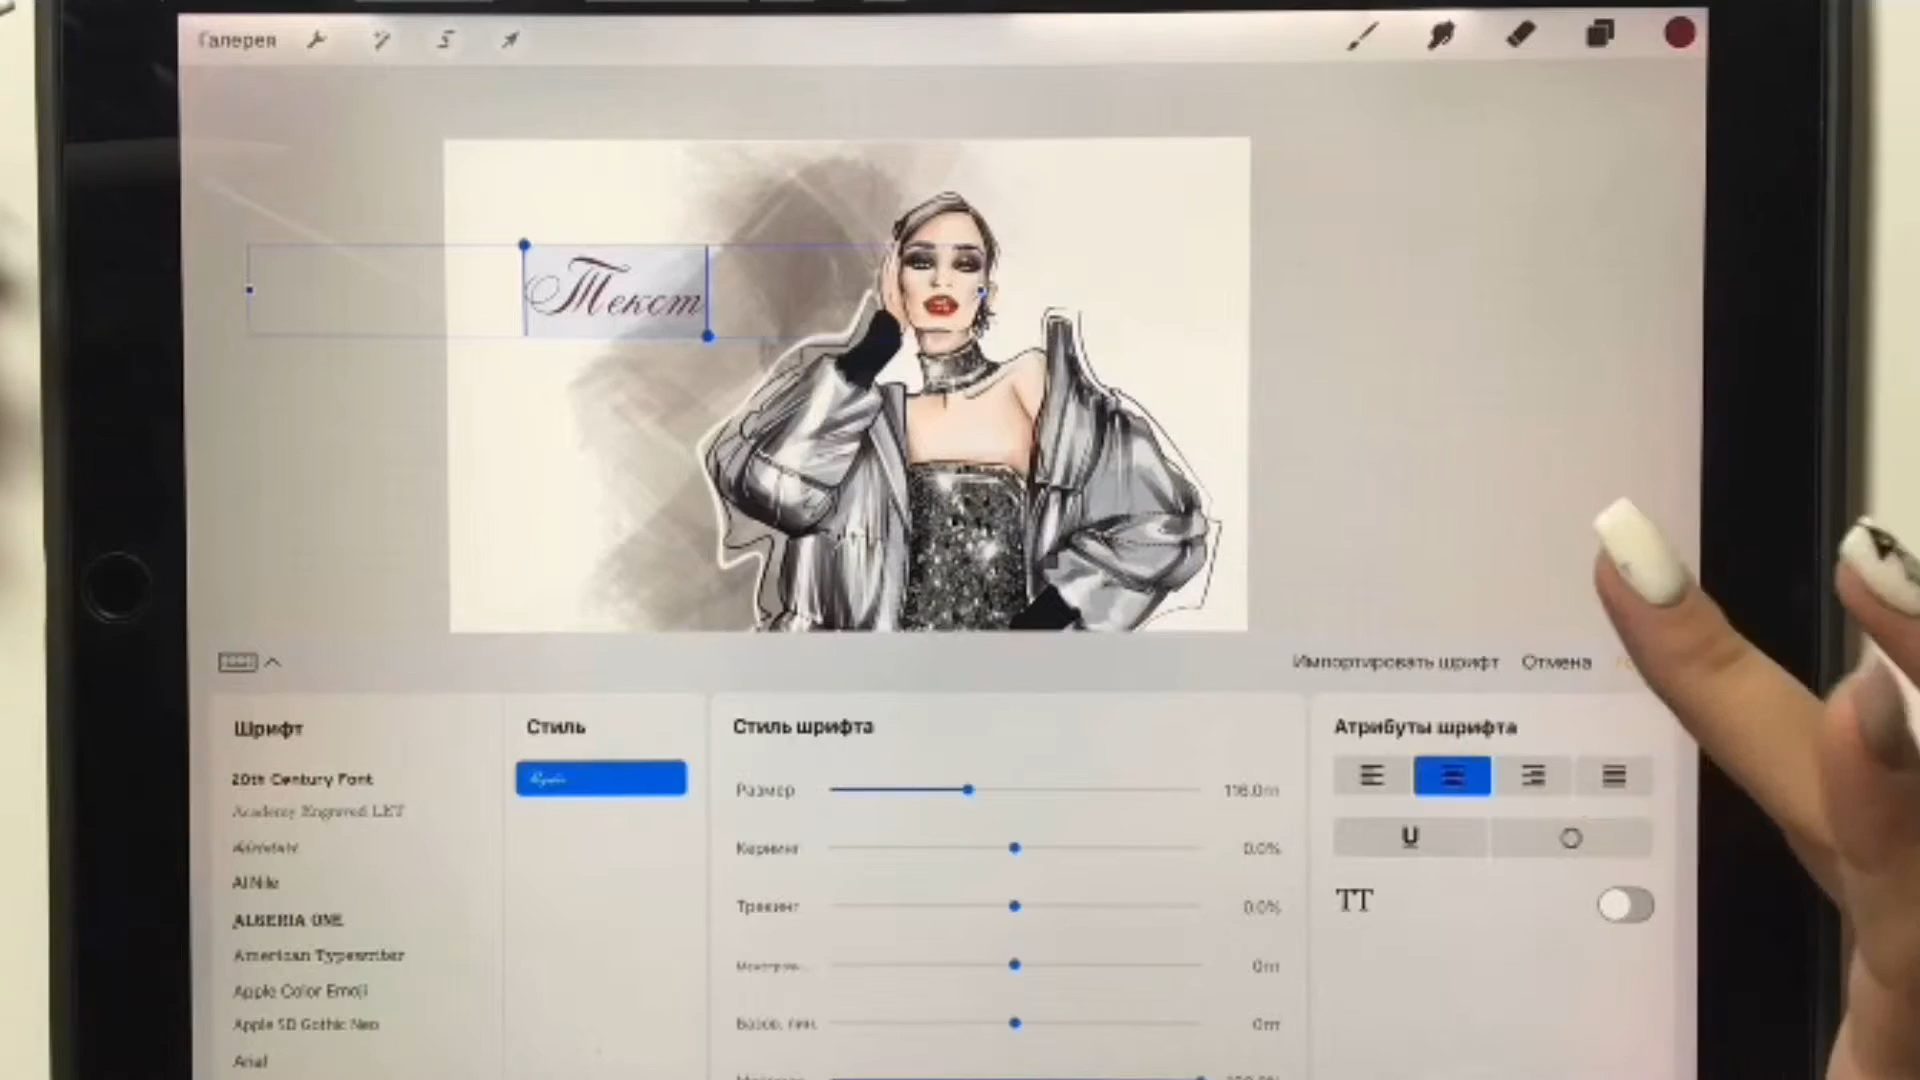 Галерея
Текст
Импортировать шрифт Отмена
Шрифт
Стиль
Стиль шрифта
Атрибуты шрифта
20th Century Font
Academy Engraved LET
Al Nile
ALGERIA ONE
American Typewriter
Apple Color Emoji
Apple SD Gothic Neo
Arial
Размер 116.0пт
Кернинг 0.0%
Трекинг 0.0%
0пт
Базов. лин. 0пт
U
TT